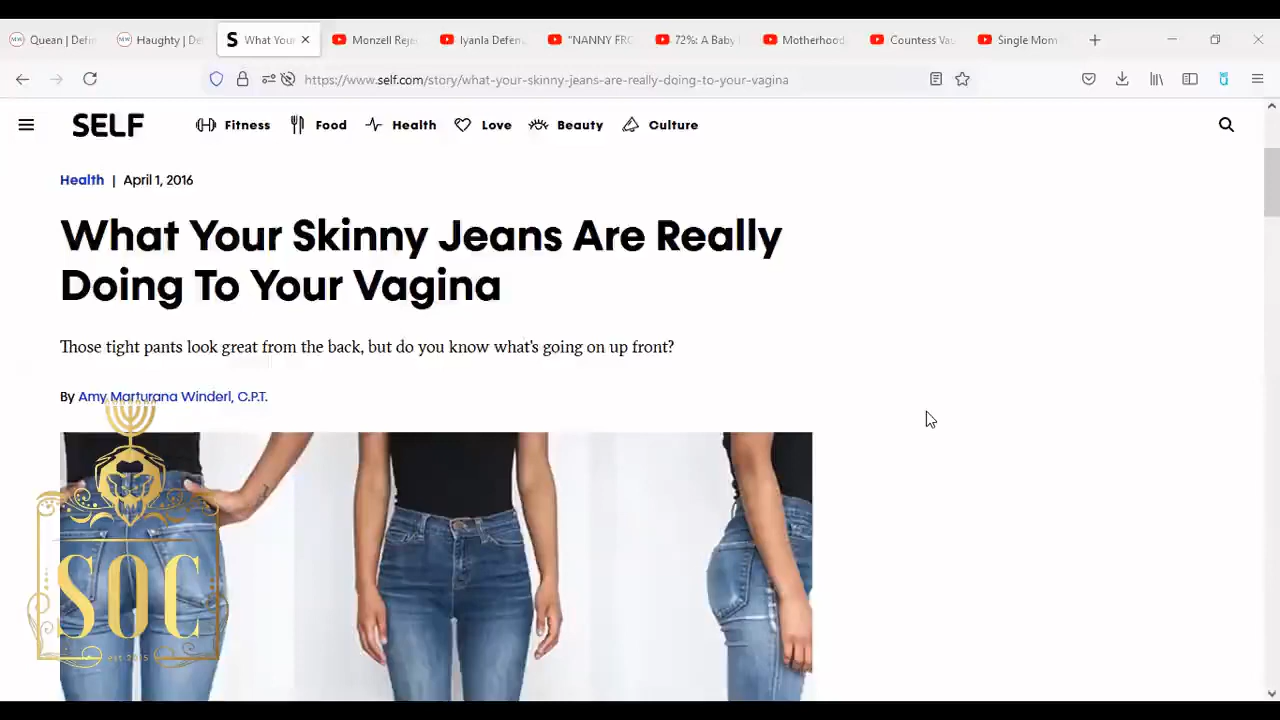 Quean | Defin
Haughty | De
What Your
Monzell Reje
Iyanla Defen
"NANNY FRO
72%: A Baby
Motherhood
Countess Va
Single Mom
https://www.self.com/story/what-your-skinny-jeans-are-really-doing-to-your-vagina
SELF
Fitness
Food
Health
Love
Beauty
Culture
Health | April 1, 2016
What Your Skinny Jeans Are Really
Doing To Your Vagina
Those tight pants look great from the back, but do you know what's going on up front?
By Amy Marturana Winderl, C.P.T.
SOC